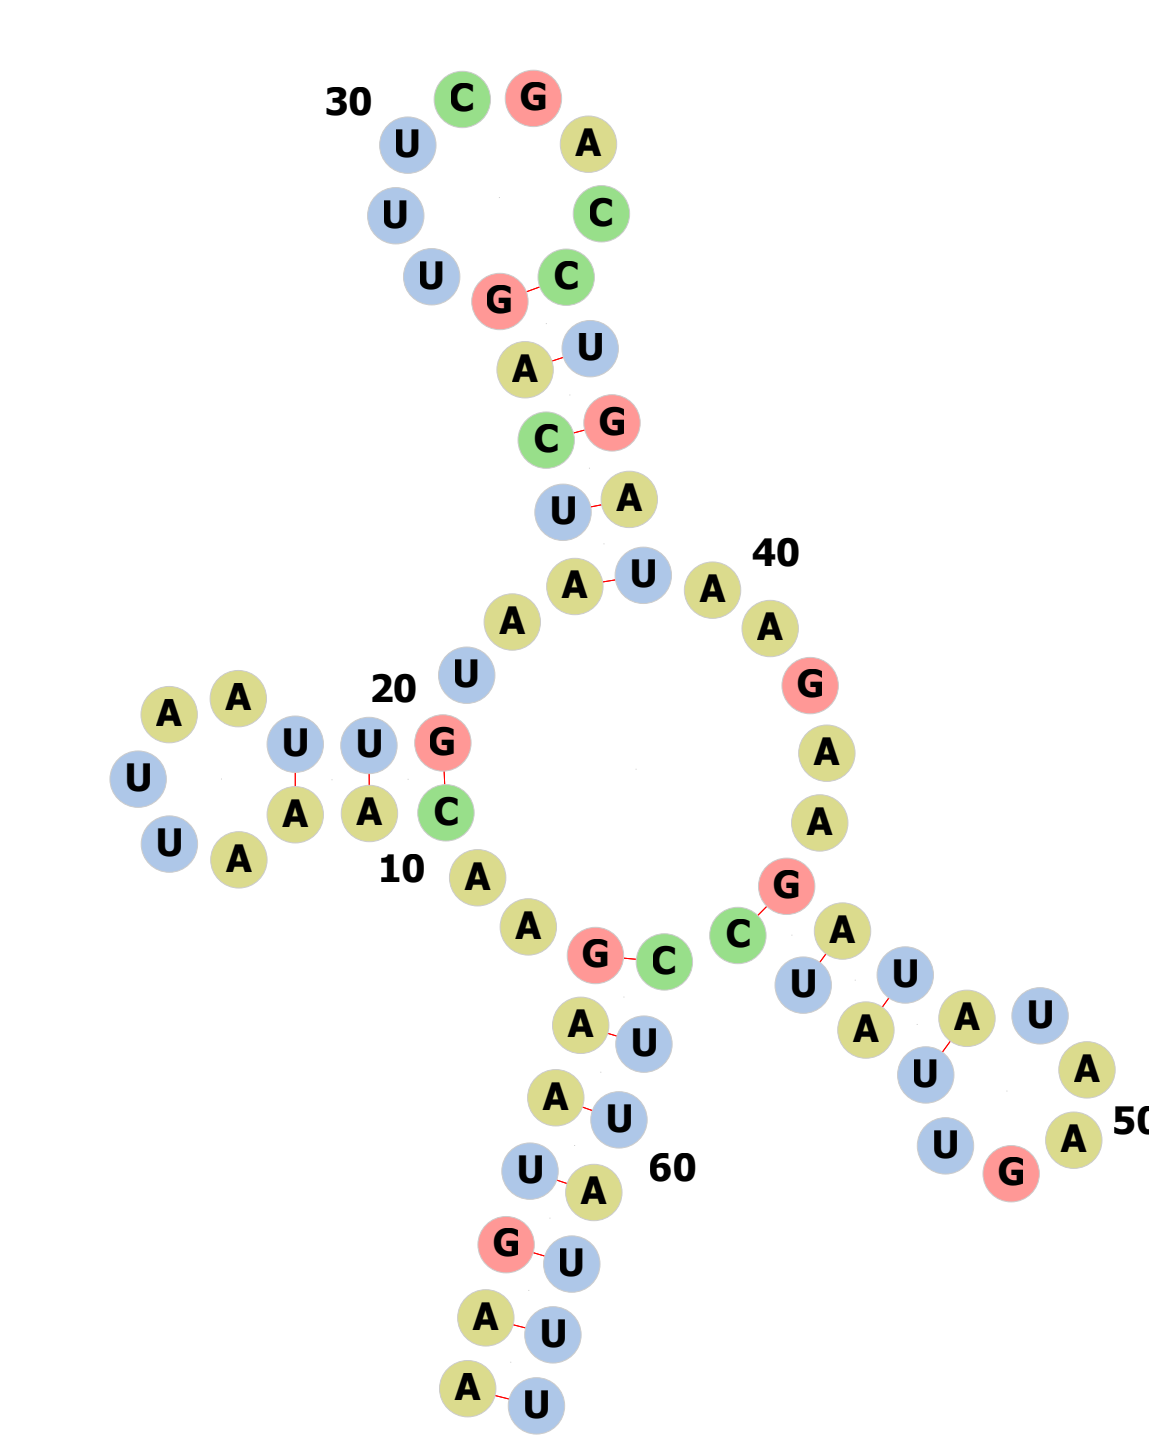 30 C G
U A
U C
U G C
A U
C G
U A
A U A 40
A A
U G
20
A A U U G A
U
U A A A C A
10 A G
A G C C A
A U U U
A U A U A U
U A 60 U A
G U U G A 50
A U
A U